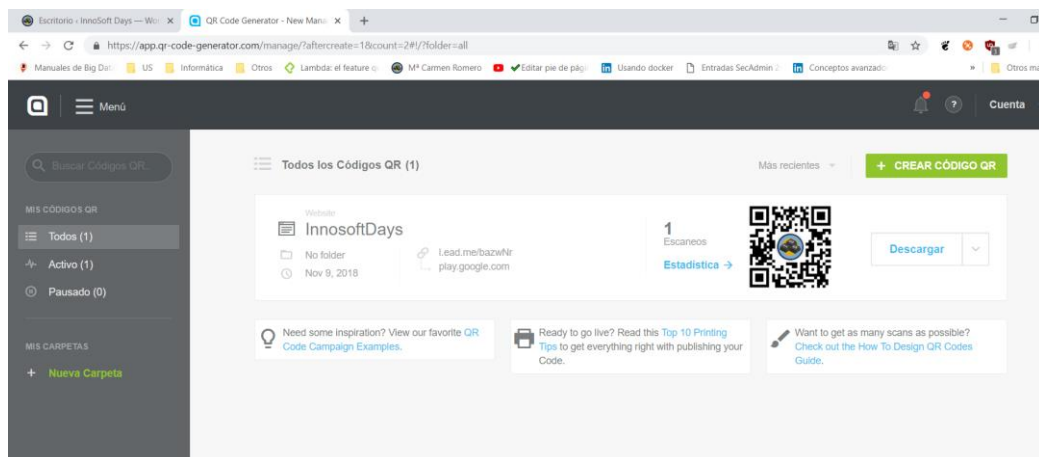 Escritorio ‹ InnoSoft Days — Wor
QR Code Generator - New Mana
https://app.qr-code-generator.com/manage/?aftercreate=1&count=2#!/?folder=all
Manuales de Big Dat
US
Informática
Otros
Lambda: el feature
Mª Carmen Romero
Editar pie de pági
Usando docker
Entradas SecAdmin 2
Conceptos avanzado
»
Otros ma
Menú
?
Cuenta
Buscar Códigos QR...
Todos los Códigos QR (1)
Más recientes
+ CREAR CÓDIGO QR
MIS CÓDIGOS QR
Todos (1)
Activo (1)
Pausado (0)
MIS CARPETAS
+ Nueva Carpeta
Website
InnosoftDays
No folder
Nov 9, 2018
l.ead.me/bazwNr
play.google.com
1
Escaneos
Estadística →
Descargar
Need some inspiration? View our favorite QR
Code Campaign Examples.
Ready to go live? Read this Top 10 Printing
Tips to get everything right with publishing your
Code.
Want to get as many scans as possible?
Check out the How To Design QR Codes
Guide.